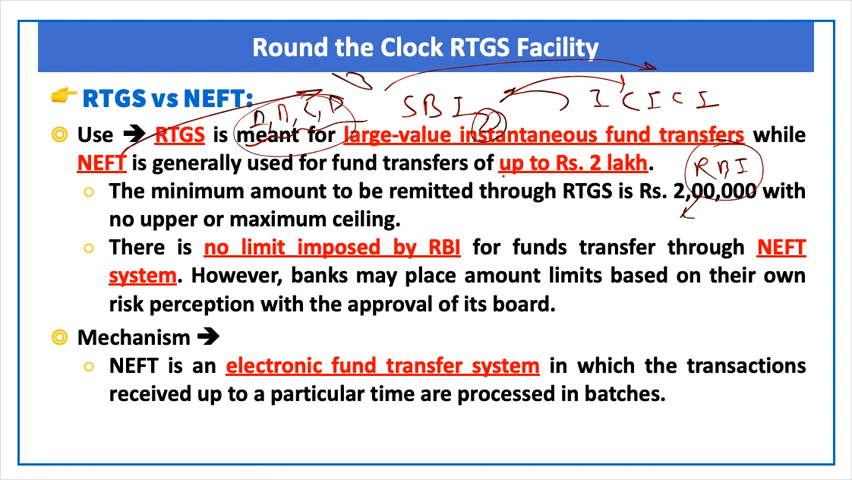 Round the Clock RTGS Facility
RTGS vs NEFT:
SBI ICICI
Use ➔ RTGS is meant for large-value instantaneous fund transfers while
NEFT is generally used for fund transfers of up to Rs. 2 lakh.
RBI
The minimum amount to be remitted through RTGS is Rs. 2,00,000 with
no upper or maximum ceiling.
There is no limit imposed by RBI for funds transfer through NEFT
system. However, banks may place amount limits based on their own
risk perception with the approval of its board.
Mechanism ➔
NEFT is an electronic fund transfer system in which the transactions
received up to a particular time are processed in batches.